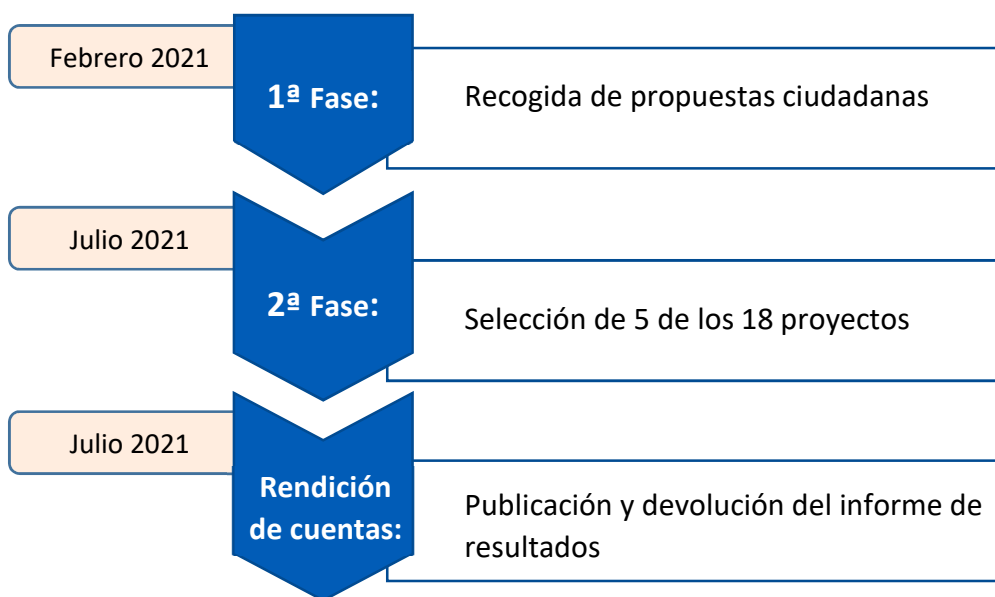 Febrero 2021
1ª Fase:
Recogida de propuestas ciudadanas
Julio 2021
2ª Fase:
Selección de 5 de los 18 proyectos
Julio 2021
Rendición
de cuentas:
Publicación y devolución del informe de
resultados